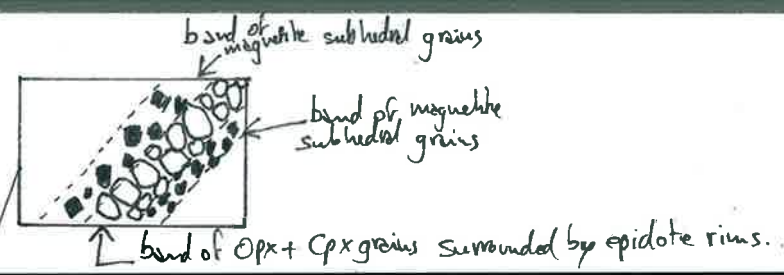 band of
magnetite subhedral grains
band of magnetite
subhedral grains
band of Opx + Cpx grains surrounded by epidote rims.